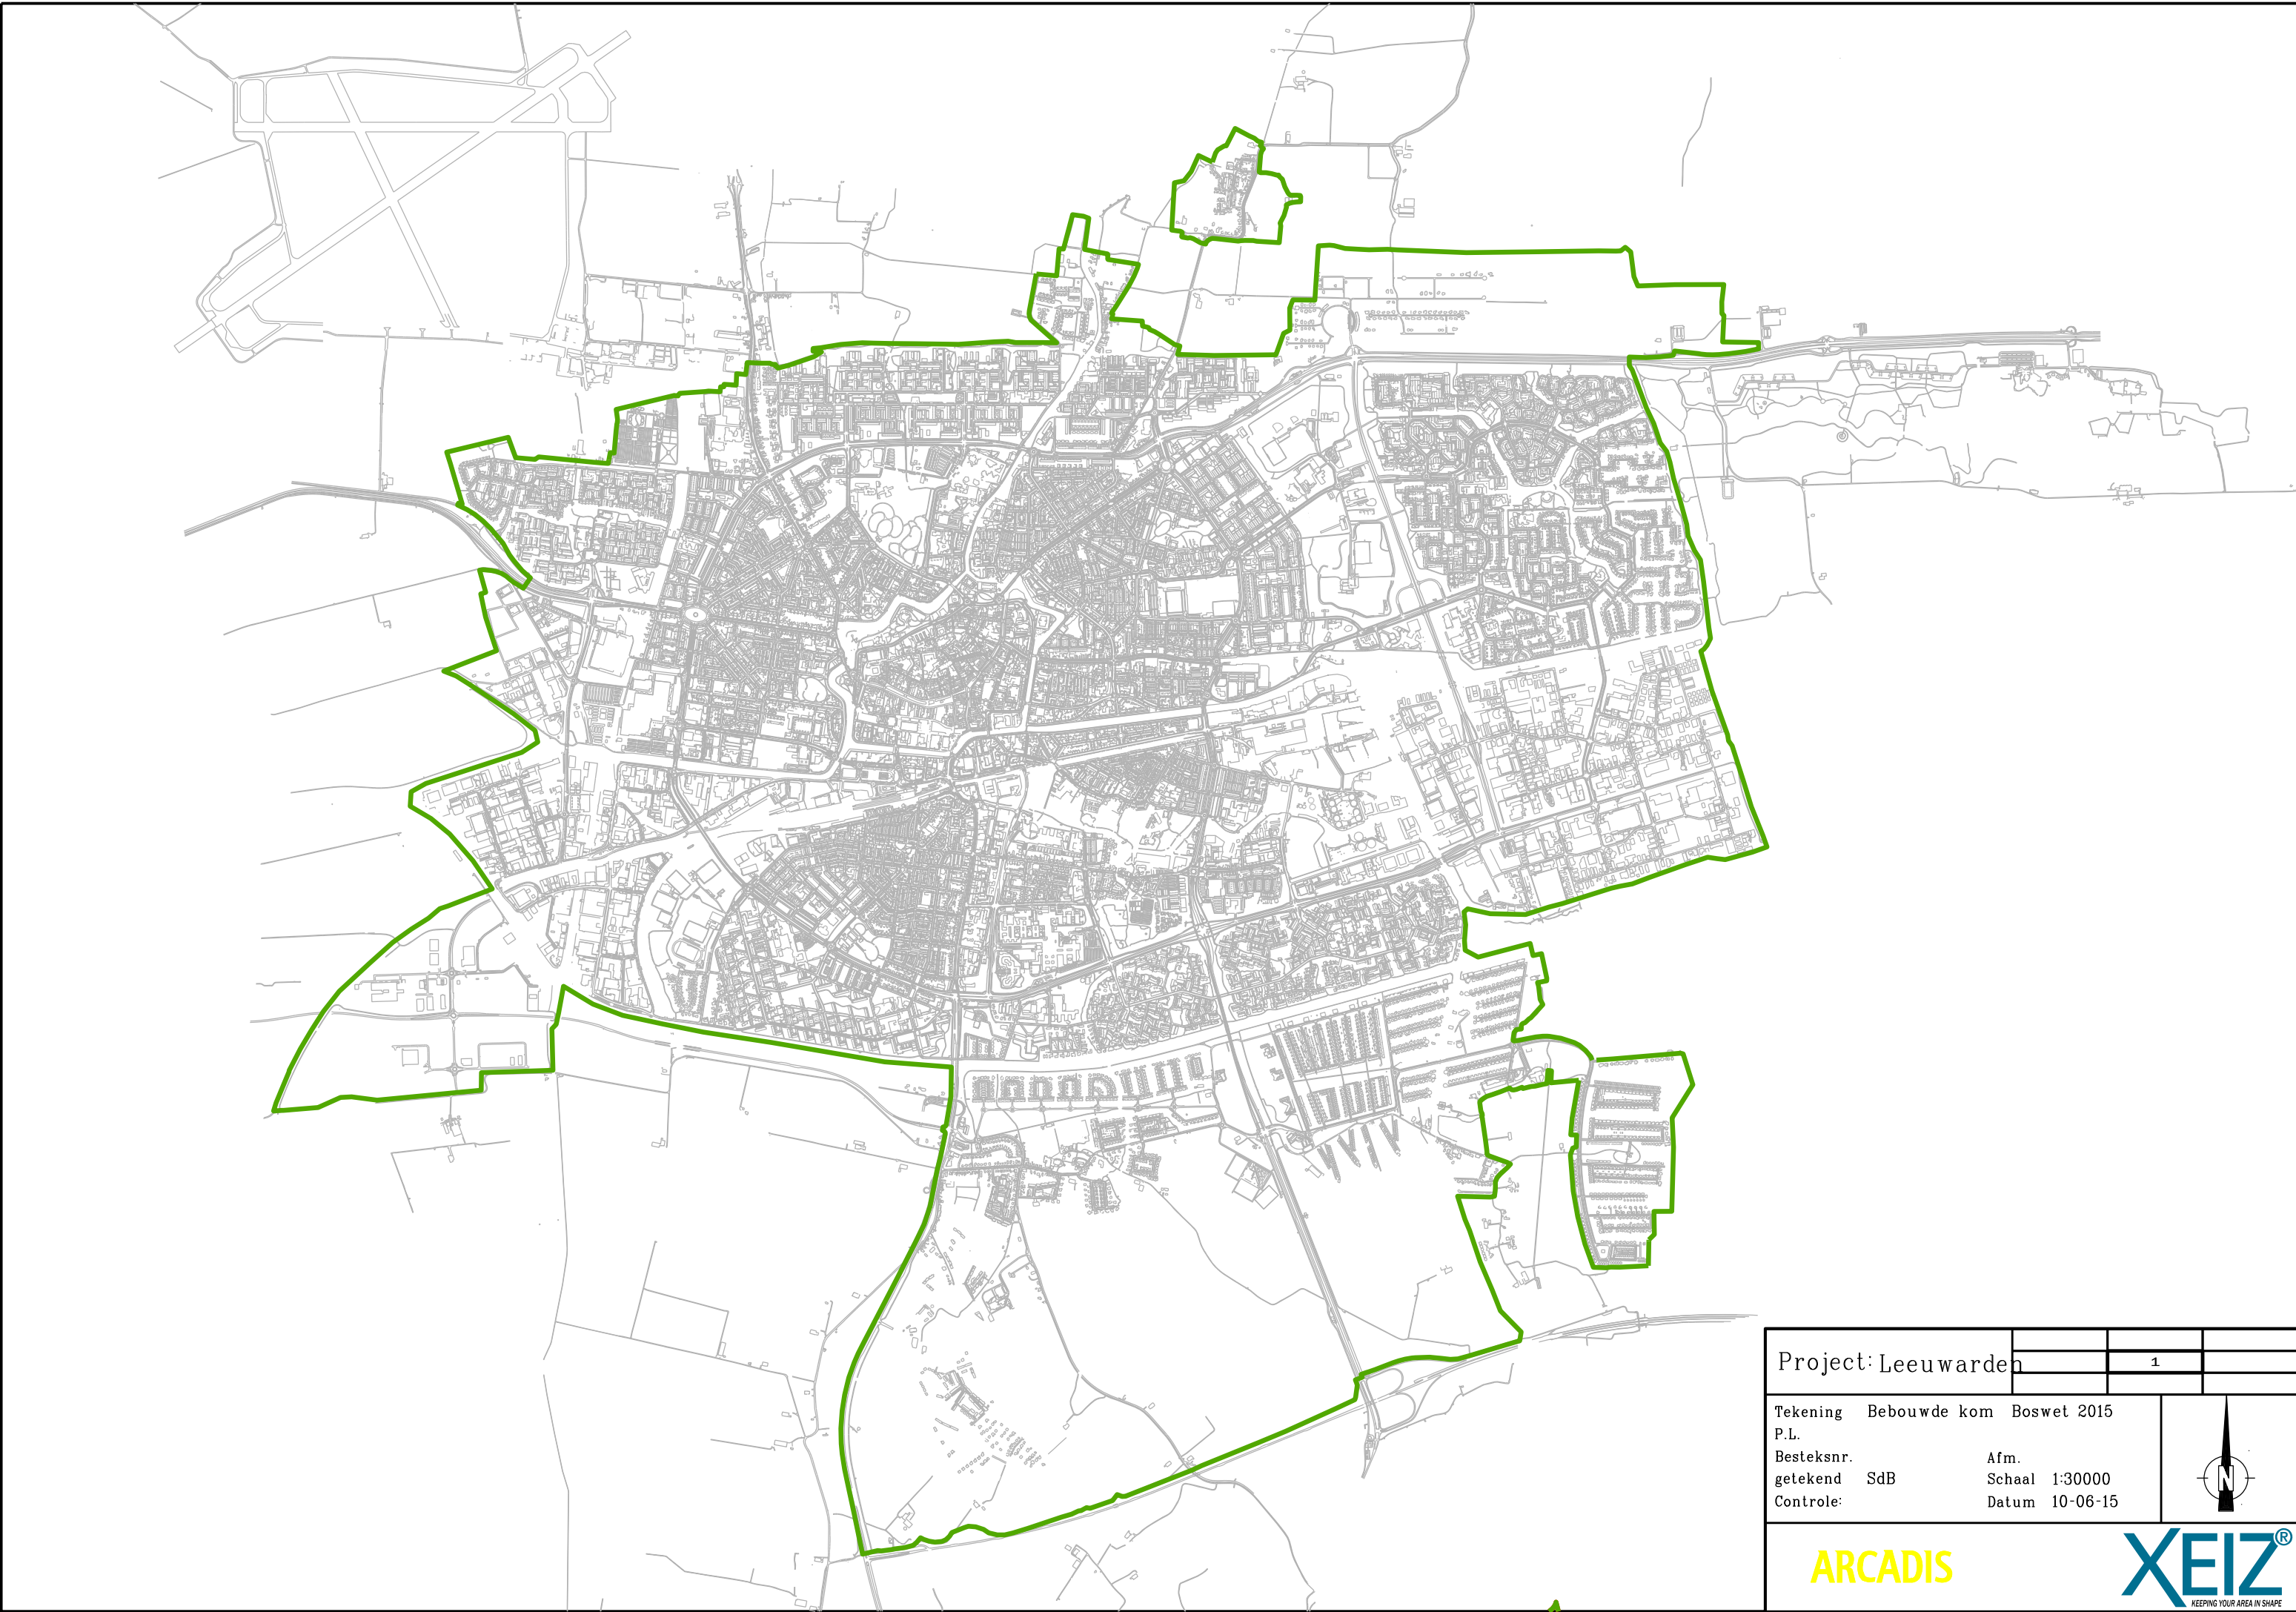 Project: Leeuwarden
1
Tekening Bebouwde kom Boswet 2015
P.L.
Besteksnr. Afm.
getekend SdB Schaal 1:30000
Controle: Datum 10-06-15
N
ARCADIS
XEIZ®
KEEPING YOUR AREA IN SHAPE